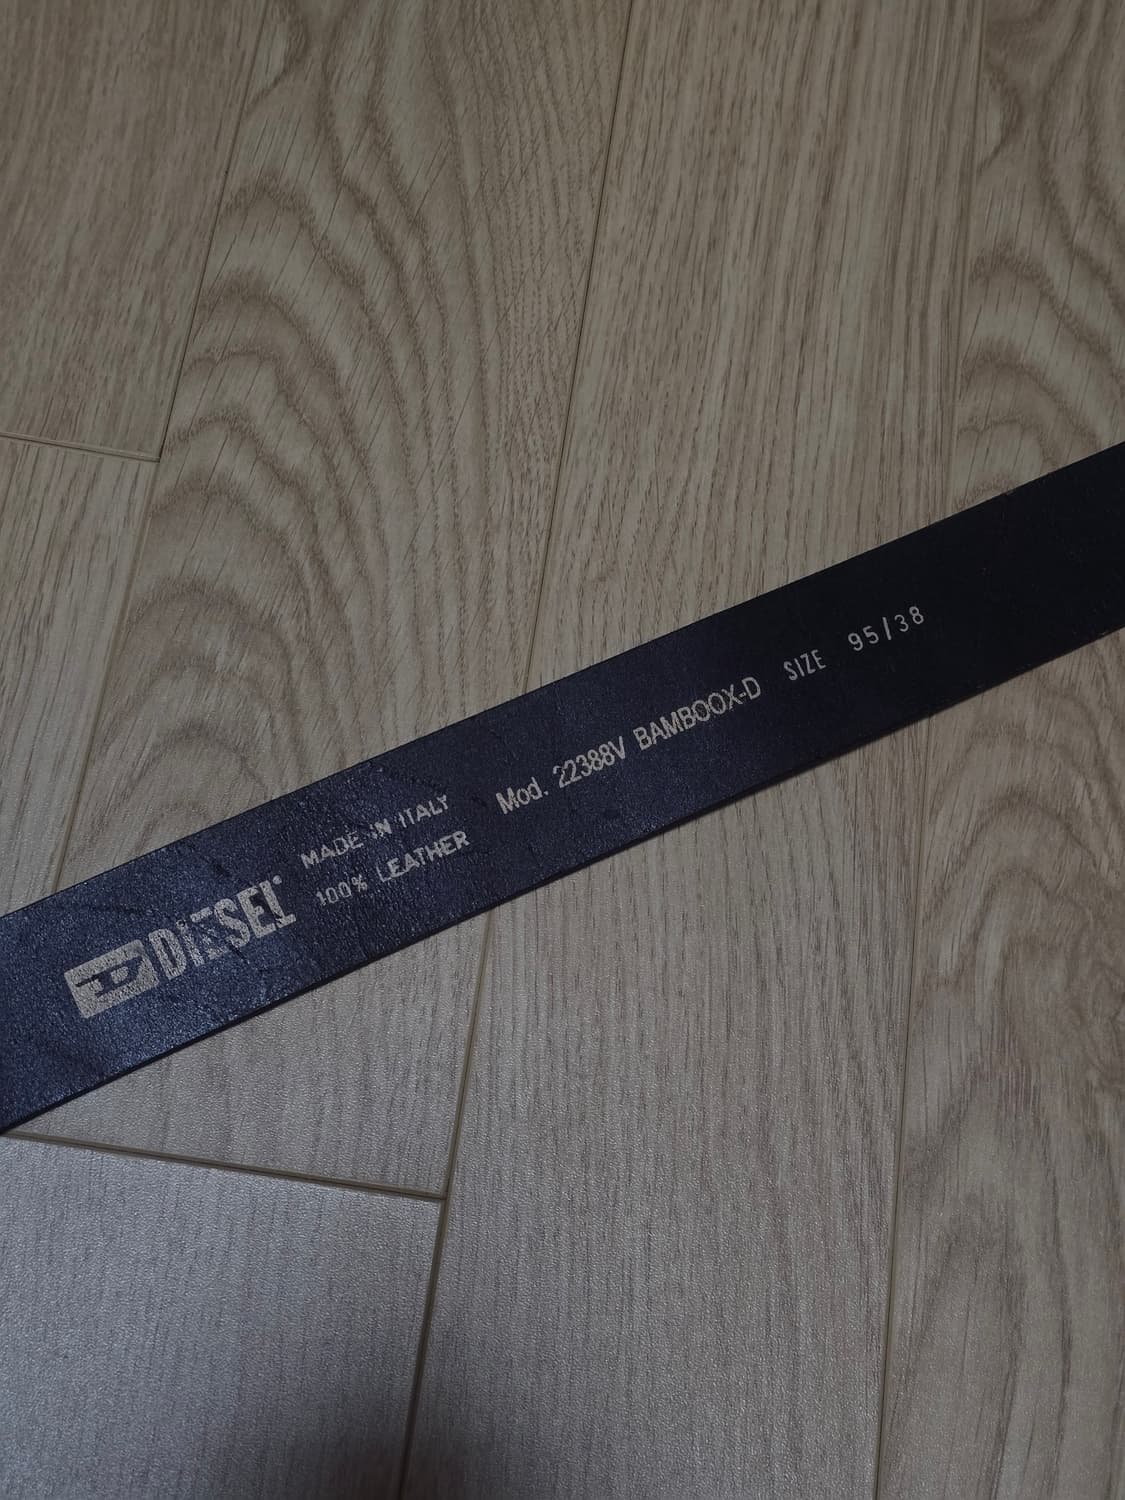 D DIESEL
MADE IN ITALY
100% LEATHER
Mod. 22388V BAMBOOX-D SIZE 95/38